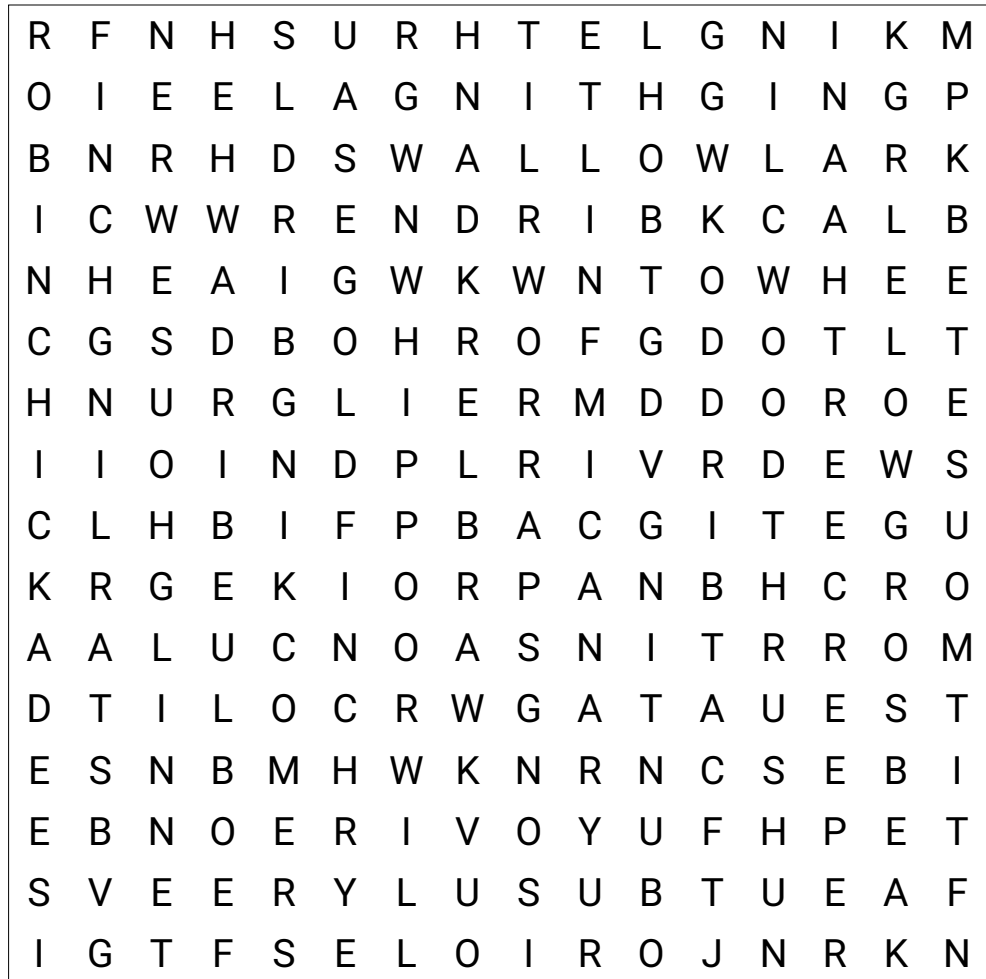 R F N H S U R H T E L G N I K M
O I E E L A G N I T H G I N G P
B N R H D S W A L L O W L A R K
I C W W R E N D R I B K C A L B
N H E A I G W K W N T O W H E E
C G S D B O H R O F G D O T L T
H N U R G L I E R M D D O R O E
I I O I N D P L R I V R D E W S
C L H B I F P B A C G I T E G U
K R G E K I O R P A N B H C R O
A A L U C N O A S N I T R R O M
D T I L O C R W G A T A U E S T
E S N B M H W K N R N C S E B I
E B N O E R I V O Y U F H P E T
S V E E R Y L U S U B T U E A F
I G T F S E L O I R O J N R K N